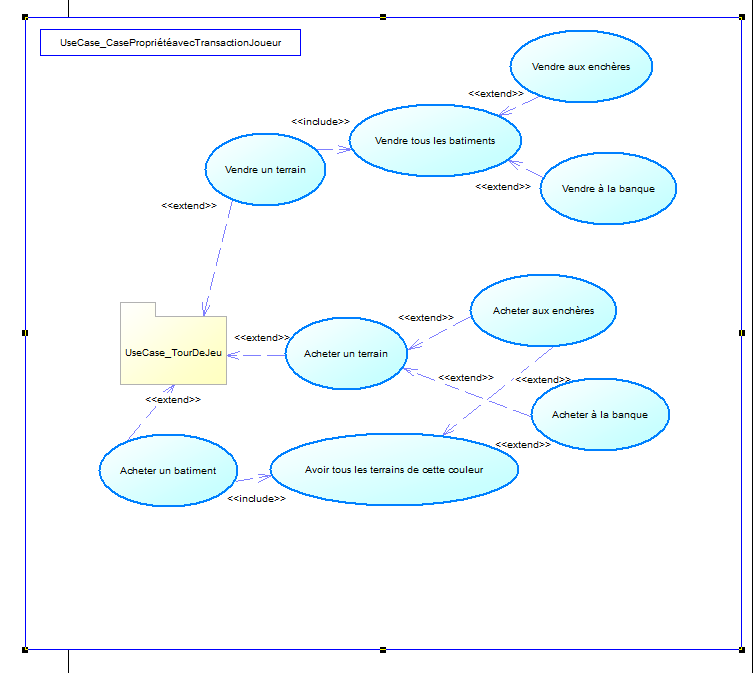 UseCase_CasePropriétéavecTransactionJoueur
Vendre aux enchères
<<extend>>
<<include>>
Vendre tous les batiments
Vendre un terrain
<<extend>>
Vendre à la banque
<<extend>>
Acheter aux enchères
<<extend>>
<<extend>>
UseCase_TourDeJeu
Acheter un terrain
<<extend>>
<<extend>>
<<extend>>
Acheter à la banque
<<extend>>
Acheter un batiment
Avoir tous les terrains de cette couleur
<<include>>